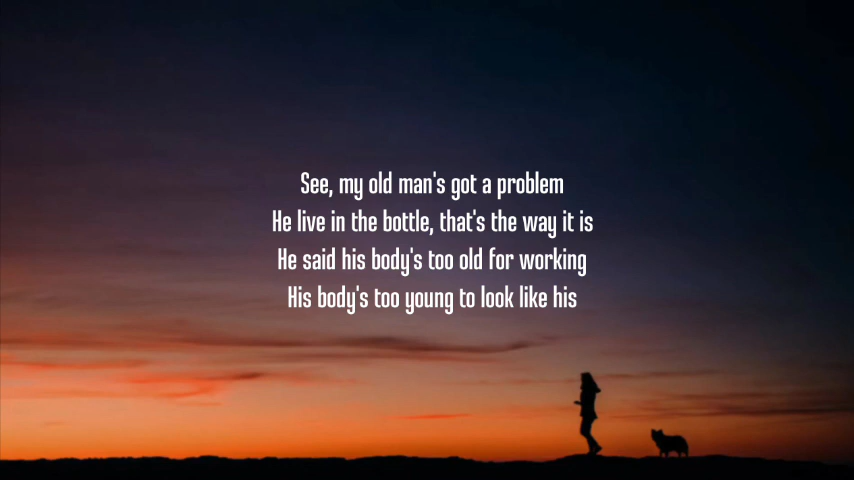 See, my old man's got a problem
He live in the bottle, that's the way it is
He said his body's too old for working
His body's too young to look like his